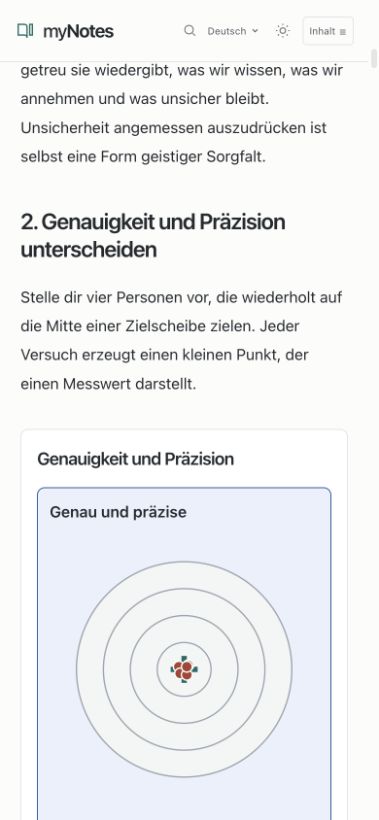 myNotes
Deutsch
Inhalt
getreu sie wiedergibt, was wir wissen, was wir
annehmen und was unsicher bleibt.
Unsicherheit angemessen auszudrücken ist
selbst eine Form geistiger Sorgfalt.
2. Genauigkeit und Präzision
unterscheiden
Stelle dir vier Personen vor, die wiederholt auf
die Mitte einer Zielscheibe zielen. Jeder
Versuch erzeugt einen kleinen Punkt, der
einen Messwert darstellt.
Genauigkeit und Präzision
Genau und präzise